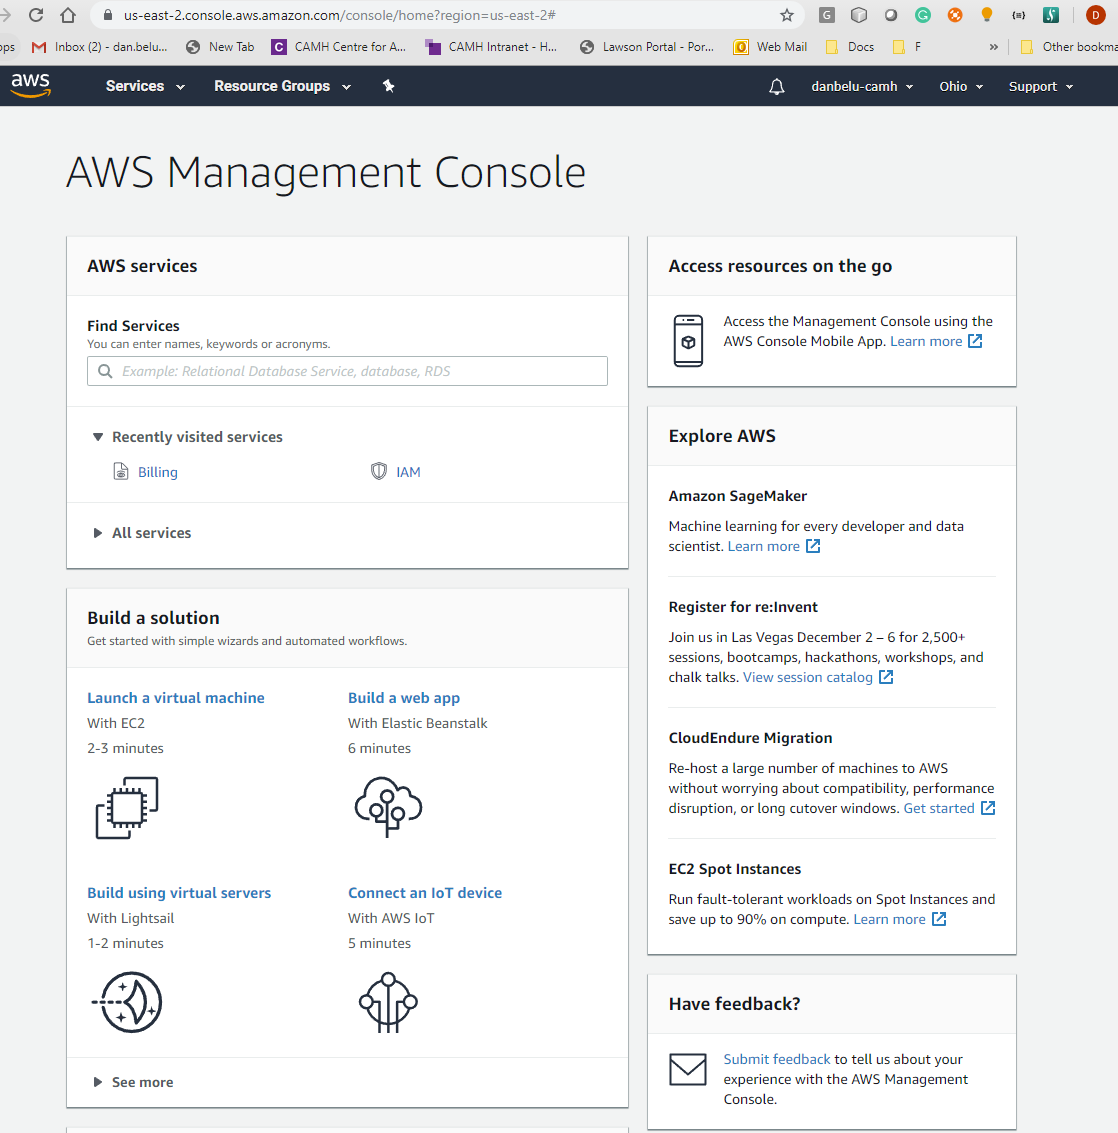 us-east-2.console.aws.amazon.com/console/home?region=us-east-2#
G
G
D
Inbox (2) - dan.belu...
New Tab
C CAMH Centre for A...
CAMH Intranet - H...
Lawson Portal - Por...
Web Mail
Docs
F
»
Other bookma
aws
Services
Resource Groups
danbelu-camh
Ohio
Support
AWS Management Console
AWS services
Find Services
You can enter names, keywords or acronyms.
Example: Relational Database Service, database, RDS
Recently visited services
Billing
IAM
All services
Build a solution
Get started with simple wizards and automated workflows.
Launch a virtual machine
With EC2
2-3 minutes
Build a web app
With Elastic Beanstalk
6 minutes
Build using virtual servers
With Lightsail
1-2 minutes
Connect an IoT device
With AWS IoT
5 minutes
See more
Access resources on the go
Access the Management Console using the
AWS Console Mobile App. Learn more
Explore AWS
Amazon SageMaker
Machine learning for every developer and data
scientist. Learn more
Register for re:Invent
Join us in Las Vegas December 2 – 6 for 2,500+
sessions, bootcamps, hackathons, workshops, and
chalk talks. View session catalog
CloudEndure Migration
Re-host a large number of machines to AWS
without worrying about compatibility, performance
disruption, or long cutover windows. Get started
EC2 Spot Instances
Run fault-tolerant workloads on Spot Instances and
save up to 90% on compute. Learn more
Have feedback?
Submit feedback to tell us about your
experience with the AWS Management
Console.